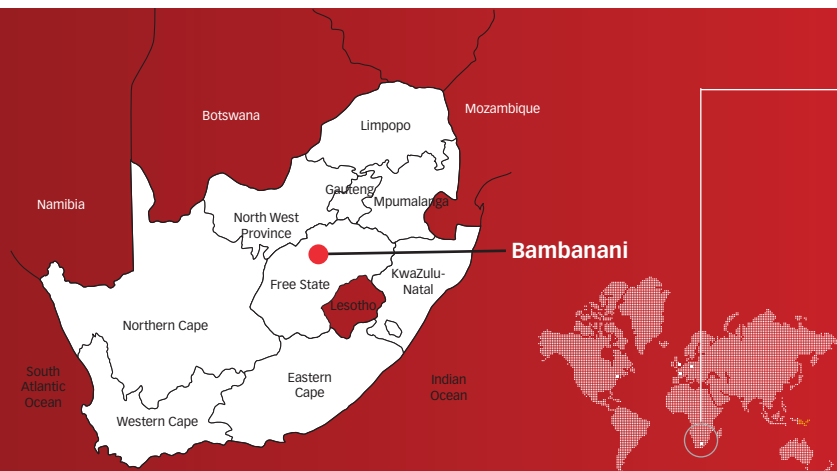 Botswana
Mozambique
Limpopo
Gauteng
Mpumalanga
Namibia
North West
Province
Bambanani
KwaZulu-
Natal
Free State
Lesotho
Northern Cape
South
Atlantic
Ocean
Eastern
Cape
Indian
Ocean
Western Cape